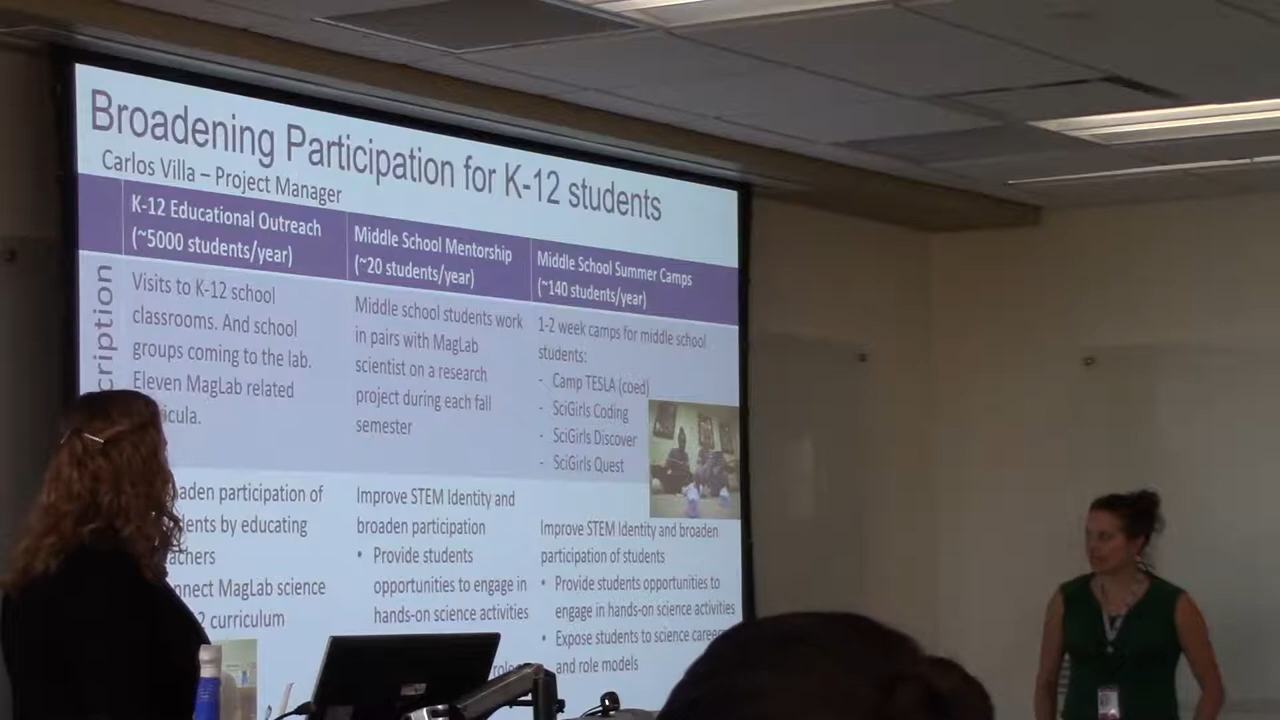 Broadening Participation for K-12 students
Carlos Villa – Project Manager
K-12 Educational Outreach
(~5000 students/year)
Middle School Mentorship
(~20 students/year)
Middle School Summer Camps
(~140 students/year)
cription
Visits to K-12 school
classrooms. And school
groups coming to the lab.
Eleven MagLab related
icula.
Middle school students work
in pairs with MagLab
scientist on a research
project during each fall
semester
1-2 week camps for middle school
students:
- Camp TESLA (coed)
- SciGirls Coding
- SciGirls Discover
- SciGirls Quest
aden participation of
dents by educating
achers
nnect MagLab science
2 curriculum
Improve STEM Identity and
broaden participation
• Provide students
opportunities to engage in
hands-on science activities
role
Improve STEM Identity and broaden
participation of students
• Provide students opportunities to
engage in hands-on science activities
• Expose students to science career
and role models